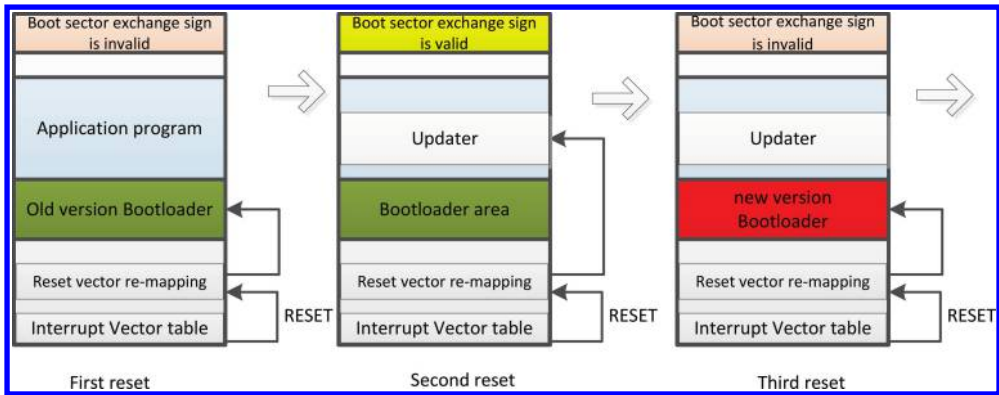 Boot sector exchange sign
is invalid
Application program
Old version Bootloader
Reset vector re-mapping
Interrupt Vector table
RESET
First reset
Boot sector exchange sign
is valid
Updater
Bootloader area
Reset vector re-mapping
Interrupt Vector table
RESET
Second reset
Boot sector exchange sign
is invalid
Updater
new version
Bootloader
Reset vector re-mapping
Interrupt Vector table
RESET
Third reset